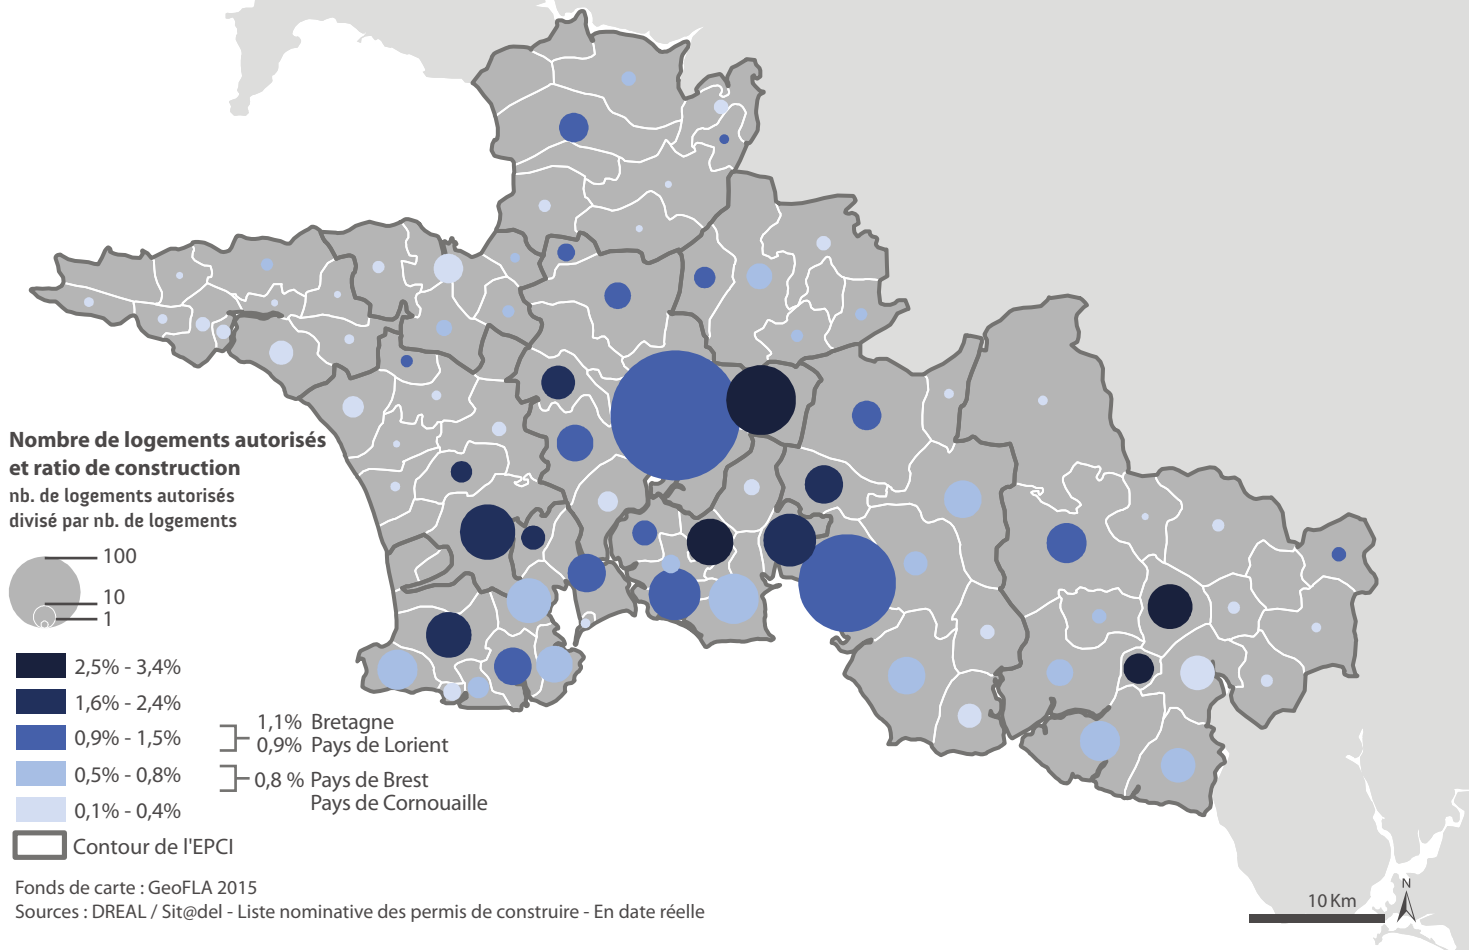 Nombre de logements autorisés
et ratio de construction
nb. de logements autorisés
divisé par nb. de logements
100
10
1
2,5% - 3,4%
1,6% - 2,4%
0,9% - 1,5%
0,5% - 0,8%
0,1% - 0,4%
1,1% Bretagne
0,9% Pays de Lorient
0,8 % Pays de Brest
Pays de Cornouaille
Contour de l'EPCI
Fonds de carte : GeoFLA 2015
Sources : DREAL / Sit@del - Liste nominative des permis de construire - En date réelle
10 Km
N